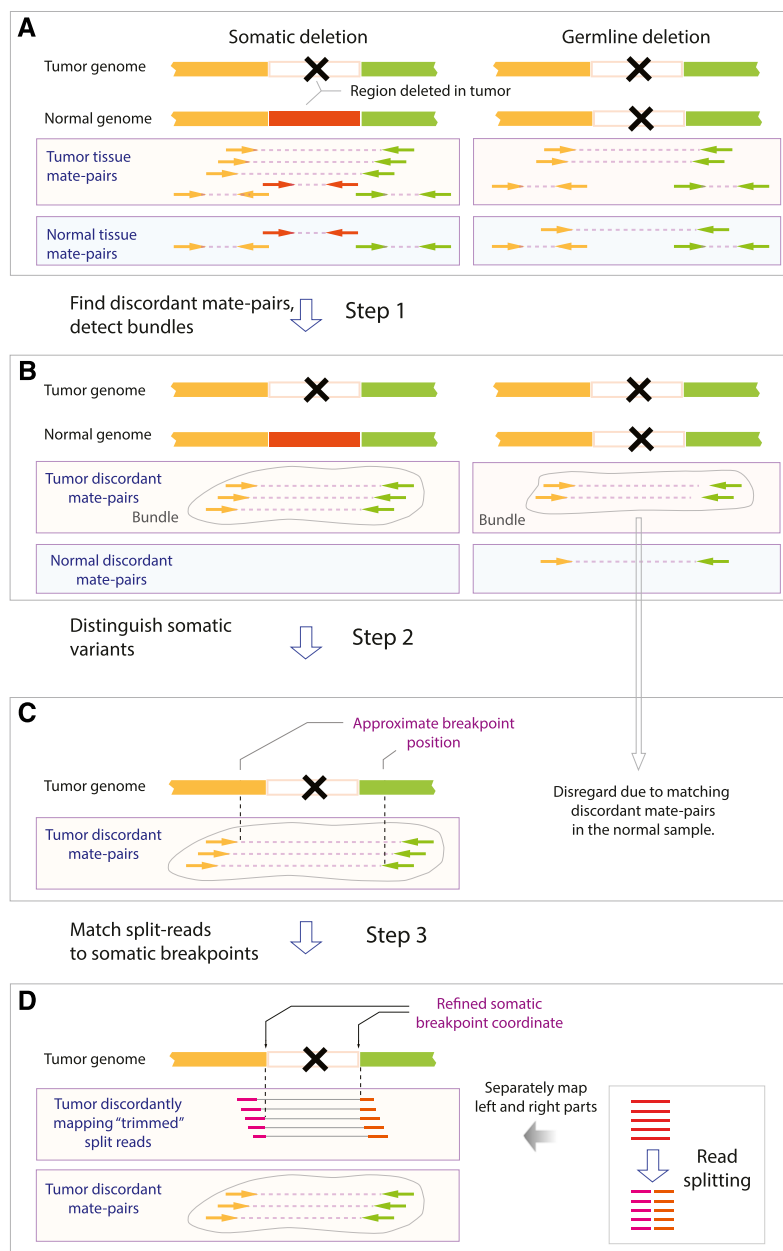 A
Somatic deletion
Germline deletion
Tumor genome
Region deleted in tumor
Normal genome
Tumor tissue
mate-pairs
Normal tissue
mate-pairs
Find discordant mate-pairs,
detect bundles
Step 1
B
Tumor genome
Normal genome
Tumor discordant
mate-pairs
Bundle
Bundle
Normal discordant
mate-pairs
Distinguish somatic
variants
Step 2
C
Approximate breakpoint
position
Tumor genome
Disregard due to matching
discordant mate-pairs
in the normal sample.
Tumor discordant
mate-pairs
Match split-reads
to somatic breakpoints
Step 3
D
Refined somatic
breakpoint coordinate
Tumor genome
Separately map
left and right parts
Tumor discordantly
mapping “trimmed”
split reads
Read
splitting
Tumor discordant
mate-pairs